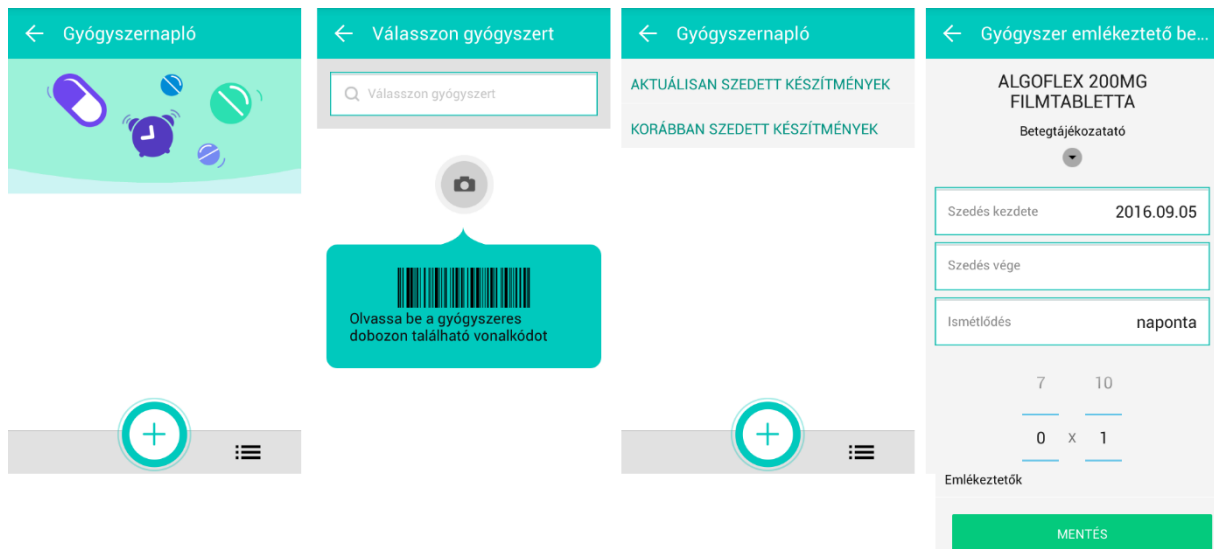 Gyógyszernapló
Válasszon gyógyszert
Válasszon gyógyszert
Olvassa be a gyógyszeres
dobozon található vonalkódot
Gyógyszernapló
AKTUÁLISAN SZEDETT KÉSZÍTMÉNYEK
KORÁBBAN SZEDETT KÉSZÍTMÉNYEK
Gyógyszer emlékeztető be...
ALGOFLEX 200MG
FILMTABLETTA
Betegtájékozatató
Szedés kezdete 2016.09.05
Szedés vége
Ismétlődés naponta
7 10
0 x 1
Emlékeztetők
MENTÉS